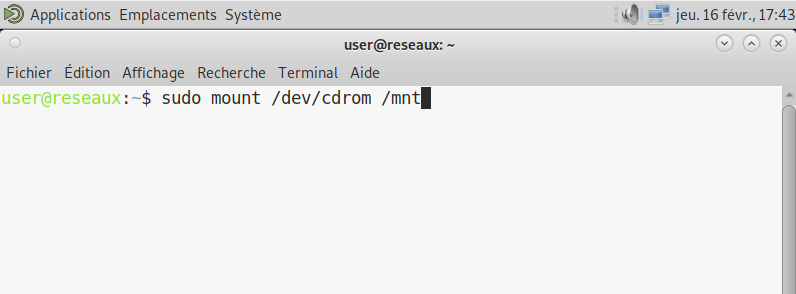 Applications Emplacements Système jeu. 16 févr., 17:43
user@reseaux: ~
Fichier Édition Affichage Recherche Terminal Aide
user@reseaux:~$ sudo mount /dev/cdrom /mnt